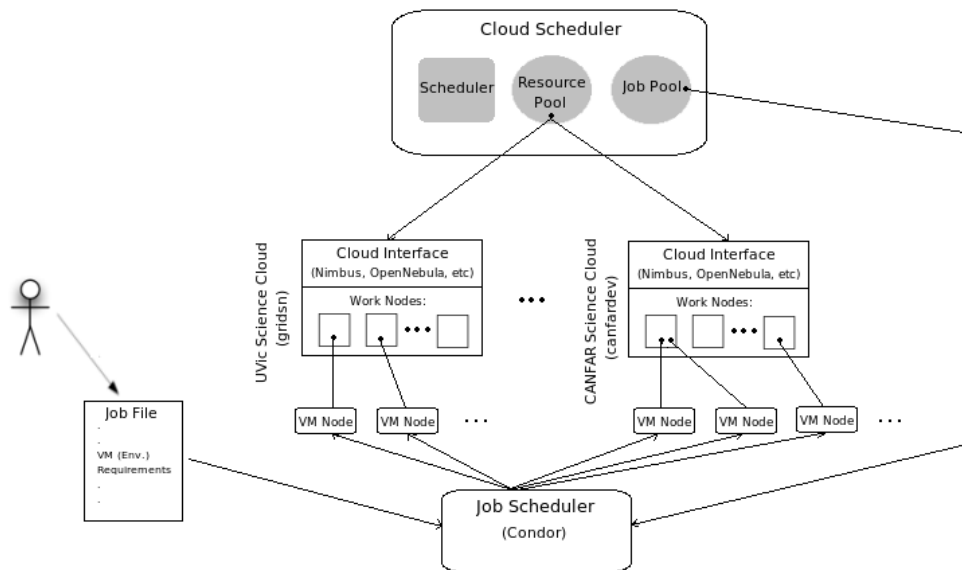 Cloud Scheduler
Scheduler
Resource
Pool
Job Pool
UVic Science Cloud
(gridsn)
Cloud Interface
(Nimbus, OpenNebula, etc)
Work Nodes:
CANFAR Science Cloud
(canfardev)
Cloud Interface
(Nimbus, OpenNebula, etc)
Work Nodes:
Job File
.
.
VM (Env.)
Requirements
.
.
VM Node
VM Node
...
VM Node
VM Node
VM Node
...
Job Scheduler
(Condor)